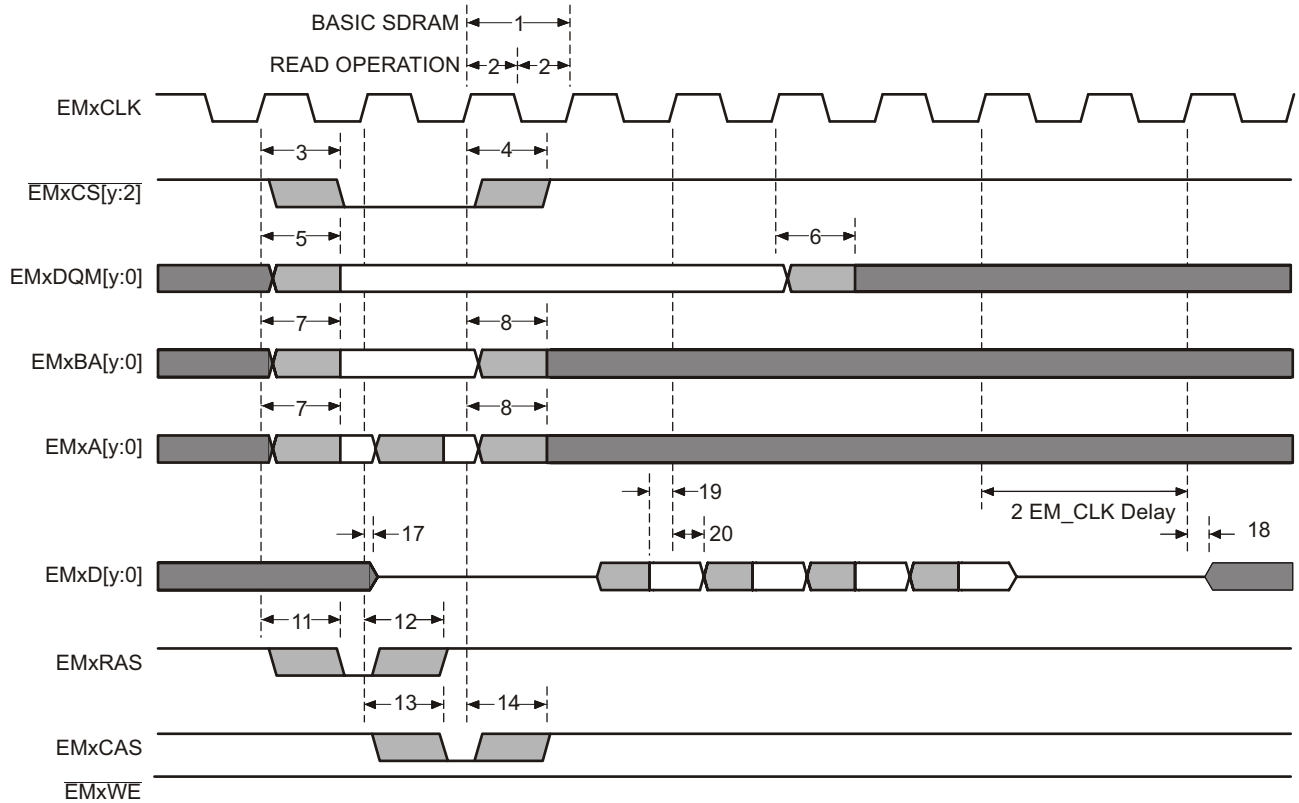 BASIC SDRAM 1
READ OPERATION 2 2
EMxCLK
3 4
EMxCS[y:2]
5 6
EMxDQM[y:0]
7 8
EMxBA[y:0]
7 8
EMxA[y:0]
19
2 EM_CLK Delay
17 20 18
EMxD[y:0]
11 12
EMxRAS
13 14
EMxCAS
EMxWE